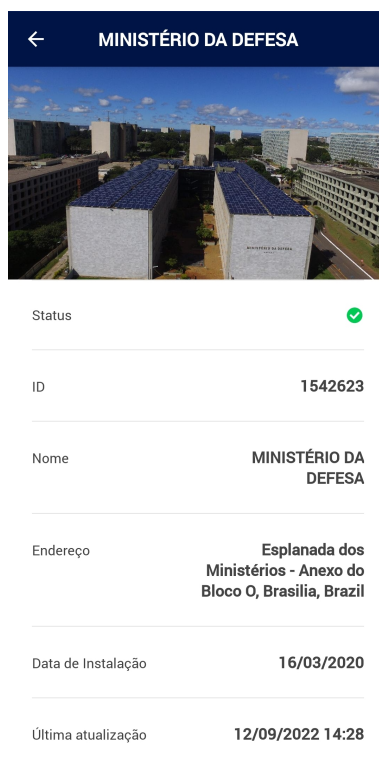 MINISTÉRIO DA DEFESA
MINISTÉRIO DA DEFESA
Status
ID
1542623
Nome
MINISTÉRIO DA
DEFESA
Endereço
Esplanada dos
Ministérios - Anexo do
Bloco O, Brasilia, Brazil
Data de Instalação
16/03/2020
Última atualização
12/09/2022 14:28